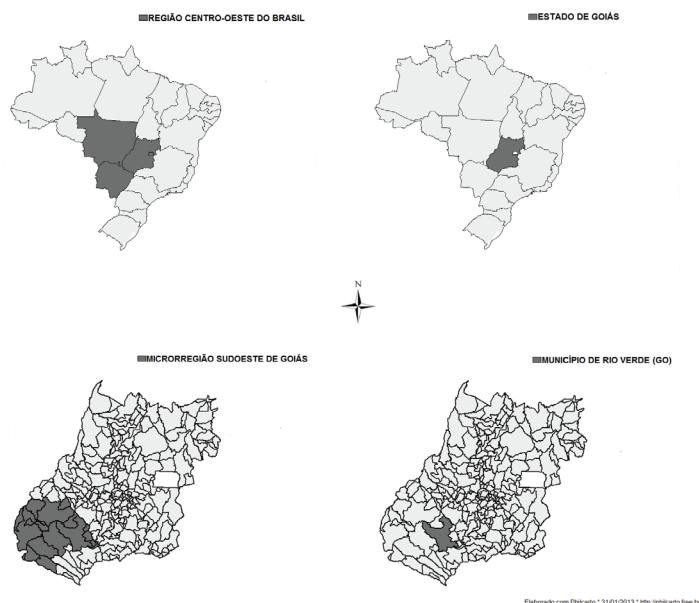 REGIÃO CENTRO-OESTE DO BRASIL
ESTADO DE GOIÁS
N
MICRORREGIÃO SUDOESTE DE GOIÁS
MUNICÍPIO DE RIO VERDE (GO)
Elaborado com Philcarto * 31/01/2013 * http://philcarto.free.fr